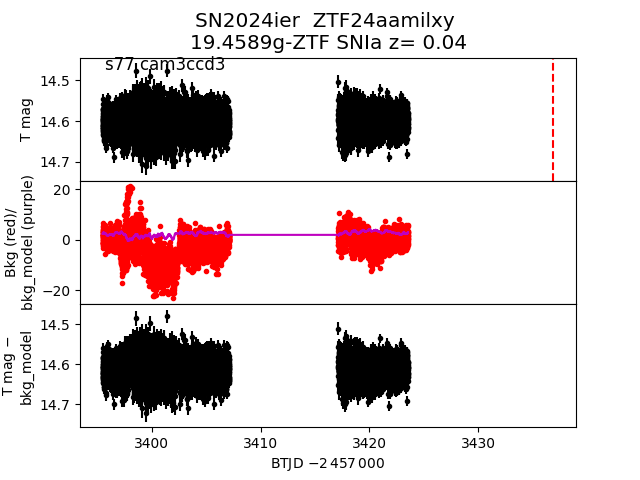 SN2024ier  ZTF24aamilxy
19.4589g-ZTF SNIa z= 0.04
s77 cam3ccd3
14.5
14.6
14.7
T mag
20
0
−20
Bkg (red)/
bkg_model (purple)
14.5
14.6
14.7
T mag −
bkg_model
3400
3410
3420
3430
BTJD −2 457 000